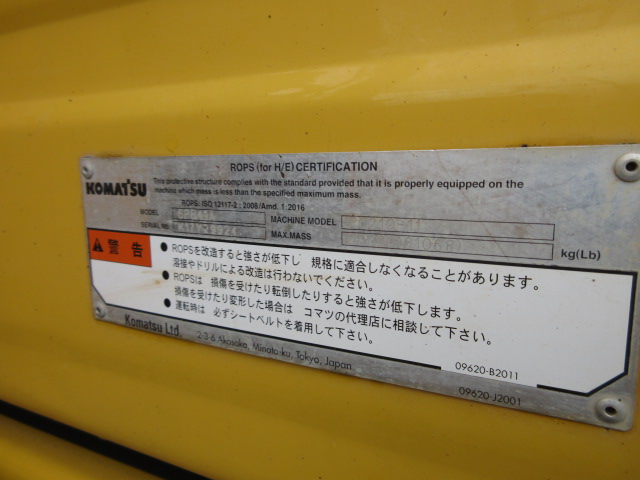 ROPS (for H/E) CERTIFICATION
KOMATSU
This protective structure complies with the standard provided that it is properly equipped on the
machine which mass is less than the specified maximum mass.
ROPS: ISO 12117-2 : 2008/Amd. 1:2016
MODEL
MACHINE MODEL
SERIAL NO.
MAX.MASS
kg(Lb)
警告
● ROPSを改造すると強さが低下し 規格に適合しなくなることがあります。
溶接やドリルによる改造は行わないでください。
● ROPSは 損傷を受けたり転倒したりすると強さが低下します。
損傷を受けたり変形した場合は コマツの代理店に相談して下さい。
● 運転時は 必ずシートベルトを着用して下さい。
09620-B2011
Komatsu Ltd.
2-3-6 Akasaka, Minato-ku, Tokyo, Japan
09620-J2001